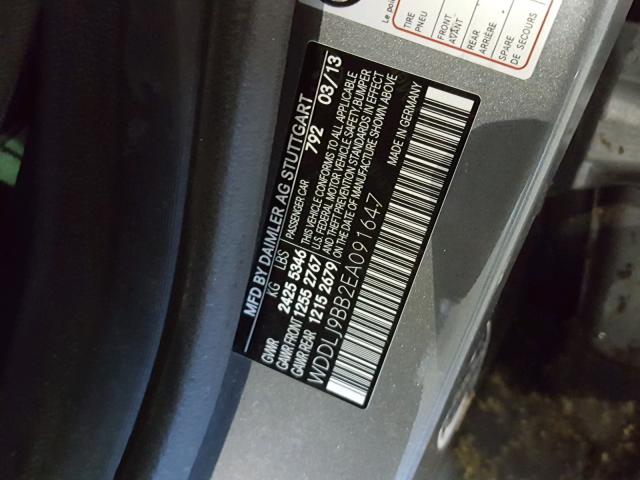 MFD BY DAIMLER AG STUTTGART
792 03/13
KG LBS PASSENGER CAR
GVWR 2425 5346 THIS VEHICLE CONFORMS TO ALL APPLICABLE
GAWR FRONT 1255 2767 U.S. FEDERAL MOTOR VEHICLE SAFETY, BUMPER
GAWR REAR 1215 2679 AND THEFT PREVENTION STANDARDS IN EFFECT
ON THE DATE OF MANUFACTURE SHOWN ABOVE
WDDLJ9BB2EA091647
MADE IN GERMANY
Le
TIRE
PNEU
FRONT
AVANT
REAR
ARRIÈRE
SPARE
DE SECOURS